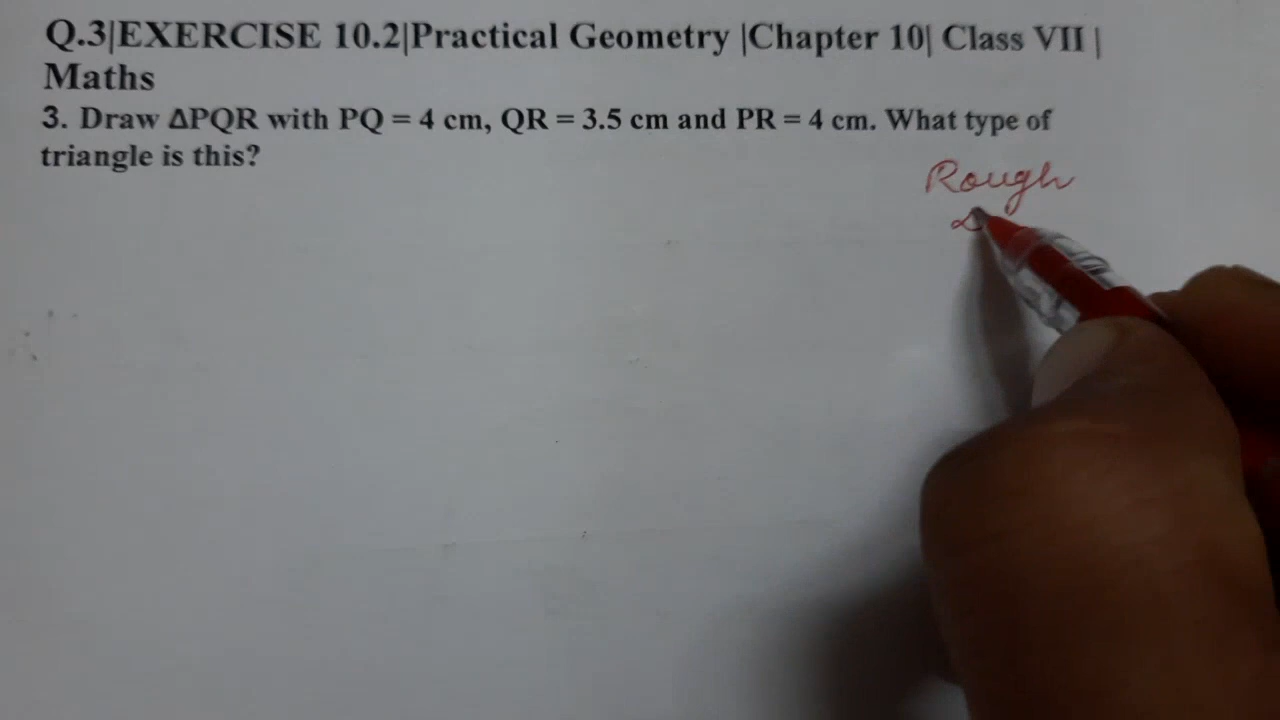 Q.3|EXERCISE 10.2|Practical Geometry |Chapter 10| Class VII |
Maths
3. Draw ΔPQR with PQ = 4 cm, QR = 3.5 cm and PR = 4 cm. What type of
triangle is this?
Rough